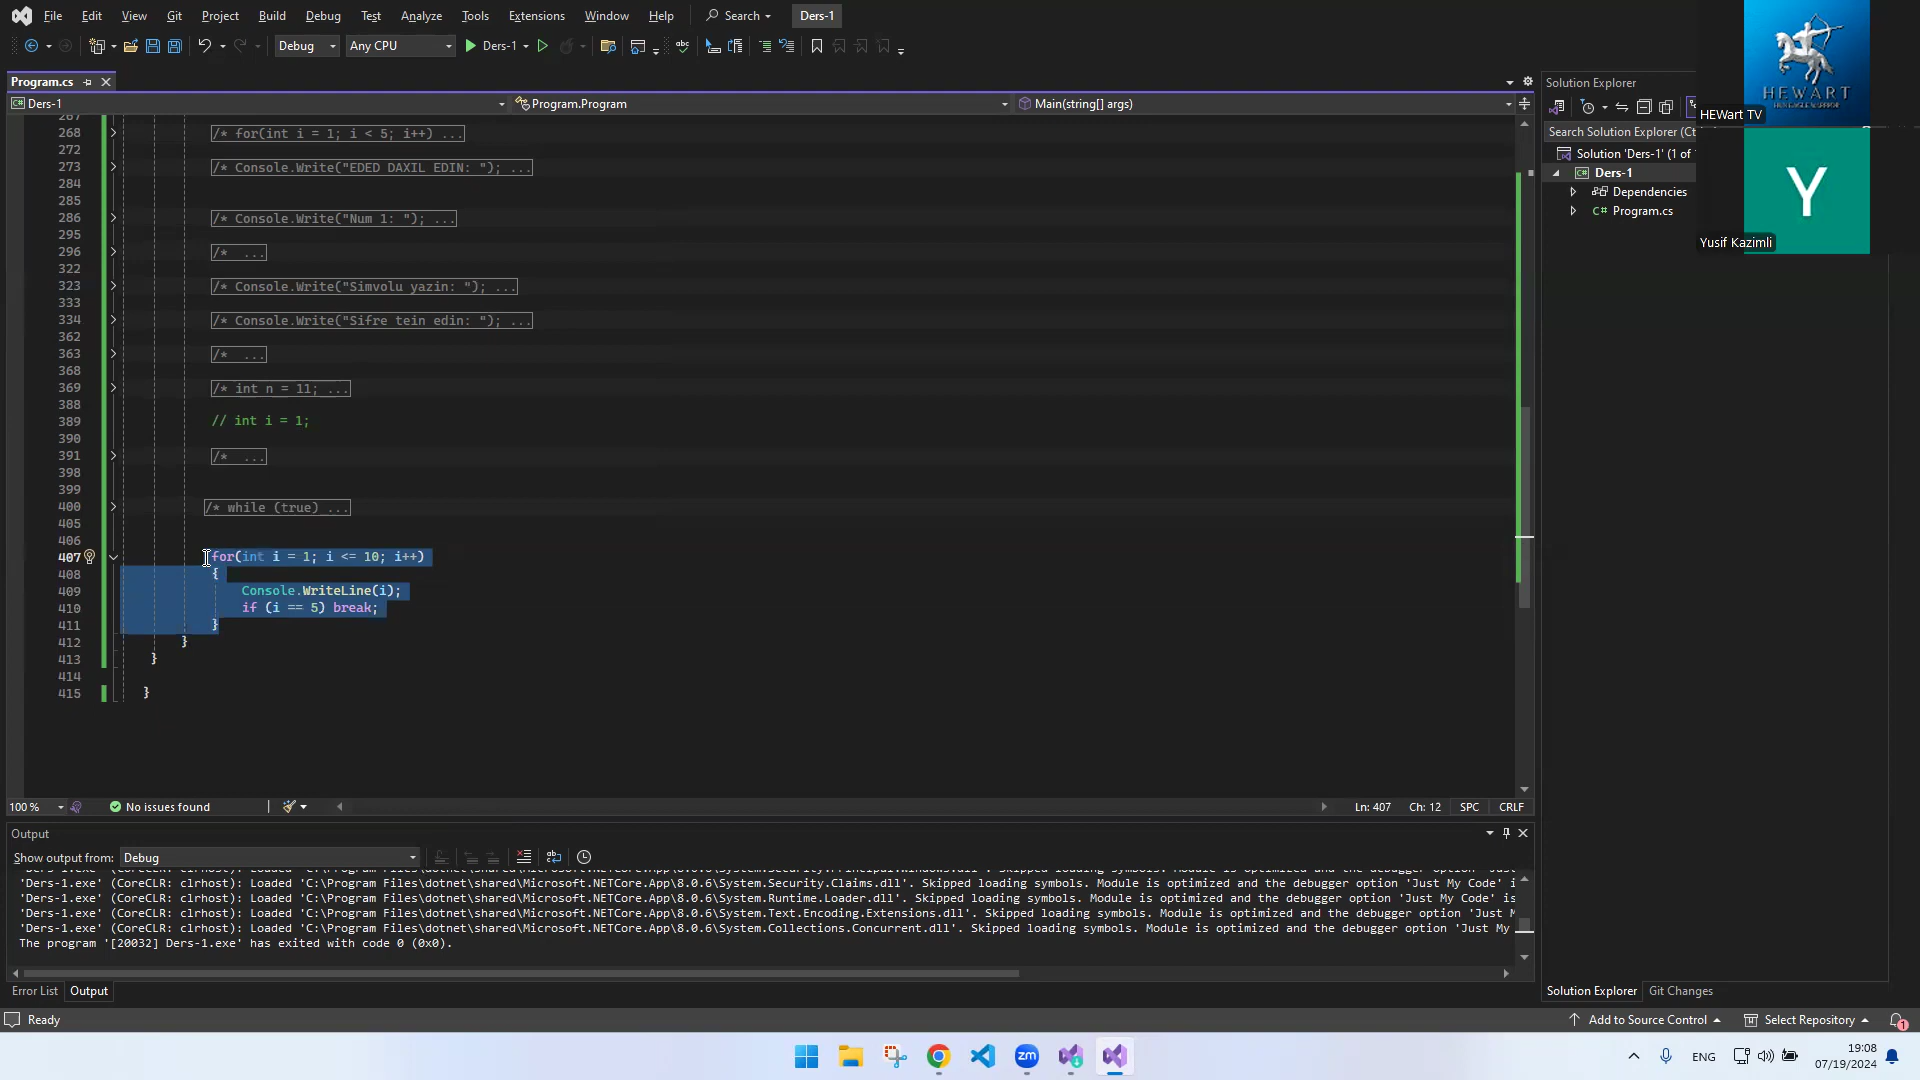 File Edit View Git Project Build Debug Test Analyze Tools Extensions Window Help Search Ders-1
Debug Any CPU Ders-1
Program.cs
Ders-1 Program.Program Main(string[] args)
267
268 /* for(int i = 1; i < 5; i++) ...
272
273 /* Console.Write("EDED DAXIL EDIN: "); ...
284
285
286 /* Console.Write("Num 1: "); ...
295
296 /* ...
322
323 /* Console.Write("Simvolu yazin: "); ...
333
334 /* Console.Write("Sifre tein edin: "); ...
362
363 /* ...
368
369 /* int n = 11; ...
388
389 // int i = 1;
390
391 /* ...
398
399
400 /* while (true) ...
405
406
407 for(int i = 1; i <= 10; i++)
408 {
409 Console.WriteLine(i);
410 if (i == 5) break;
411 }
412 }
413 }
414
415 }
100 % No issues found Ln: 407 Ch: 12 SPC CRLF
Output
Show output from: Debug
'Ders-1.exe' (CoreCLR: clrhost): Loaded 'C:\Program Files\dotnet\shared\Microsoft.NETCore.App\8.0.6\System.Security.Claims.dll'. Skipped loading symbols. Module is optimized and the debugger option 'Just My Code' i
'Ders-1.exe' (CoreCLR: clrhost): Loaded 'C:\Program Files\dotnet\shared\Microsoft.NETCore.App\8.0.6\System.Runtime.Loader.dll'. Skipped loading symbols. Module is optimized and the debugger option 'Just My Code' is
'Ders-1.exe' (CoreCLR: clrhost): Loaded 'C:\Program Files\dotnet\shared\Microsoft.NETCore.App\8.0.6\System.Text.Encoding.Extensions.dll'. Skipped loading symbols. Module is optimized and the debugger option 'Just M
'Ders-1.exe' (CoreCLR: clrhost): Loaded 'C:\Program Files\dotnet\shared\Microsoft.NETCore.App\8.0.6\System.Collections.Concurrent.dll'. Skipped loading symbols. Module is optimized and the debugger option 'Just My
The program '[20032] Ders-1.exe' has exited with code 0 (0x0).
Error List Output
Solution Explorer
Search Solution Explorer (Ct
Solution 'Ders-1' (1 of
Ders-1
Dependencies
C# Program.cs
Solution Explorer Git Changes
HEWART
HEWart TV
Y
Yusif Kazimli
Ready Add to Source Control Select Repository 1
zm
ENG 19:08
07/19/2024